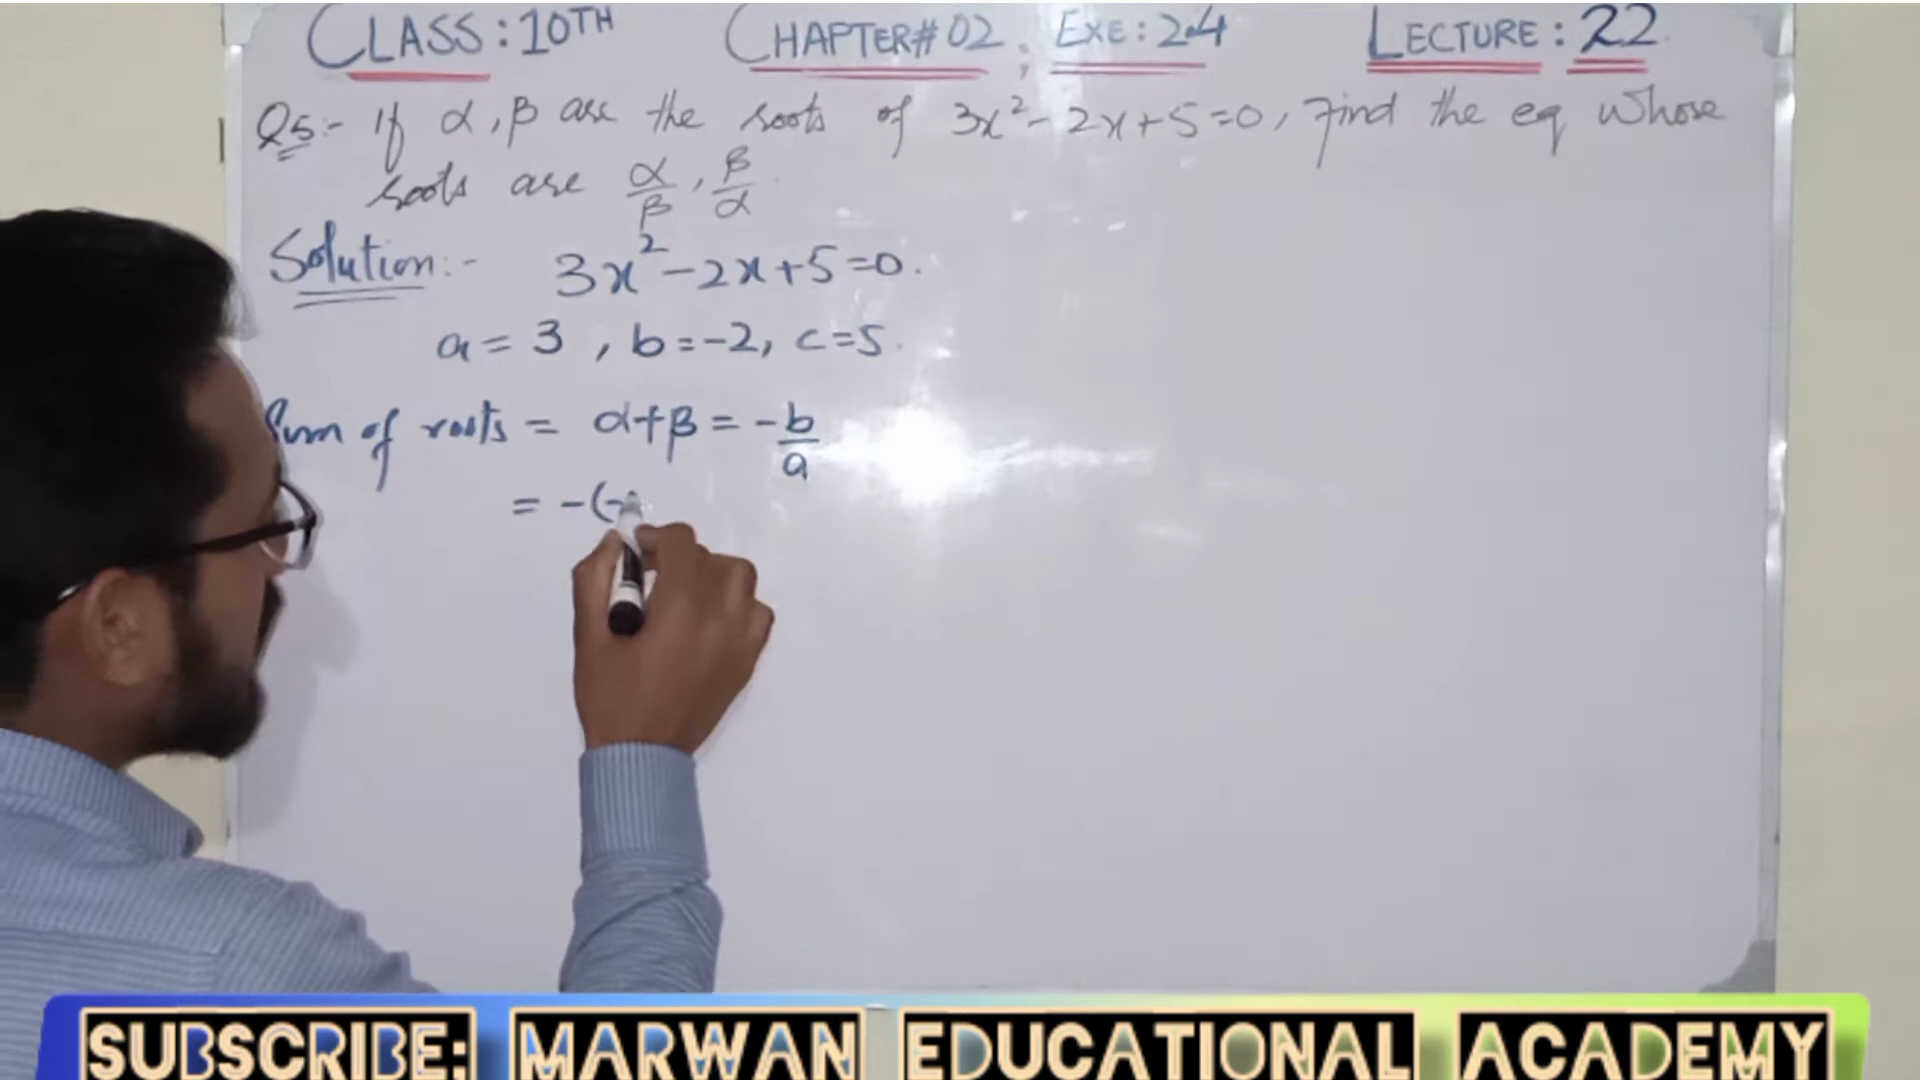 CLASS: 10TH CHAPTER# 02; EXE: 2.4 LECTURE: 22
Q5:- If α, β are the roots of 3x²- 2x+5=0, Find the eq whose
roots are α/β, β/α.
Solution:- 3x²-2x+5=0.
a = 3, b=-2, c=5.
Sum of roots = α+β = -b/a
= -(-
SUBSCRIBE: MARWAN EDUCATIONAL ACADEMY